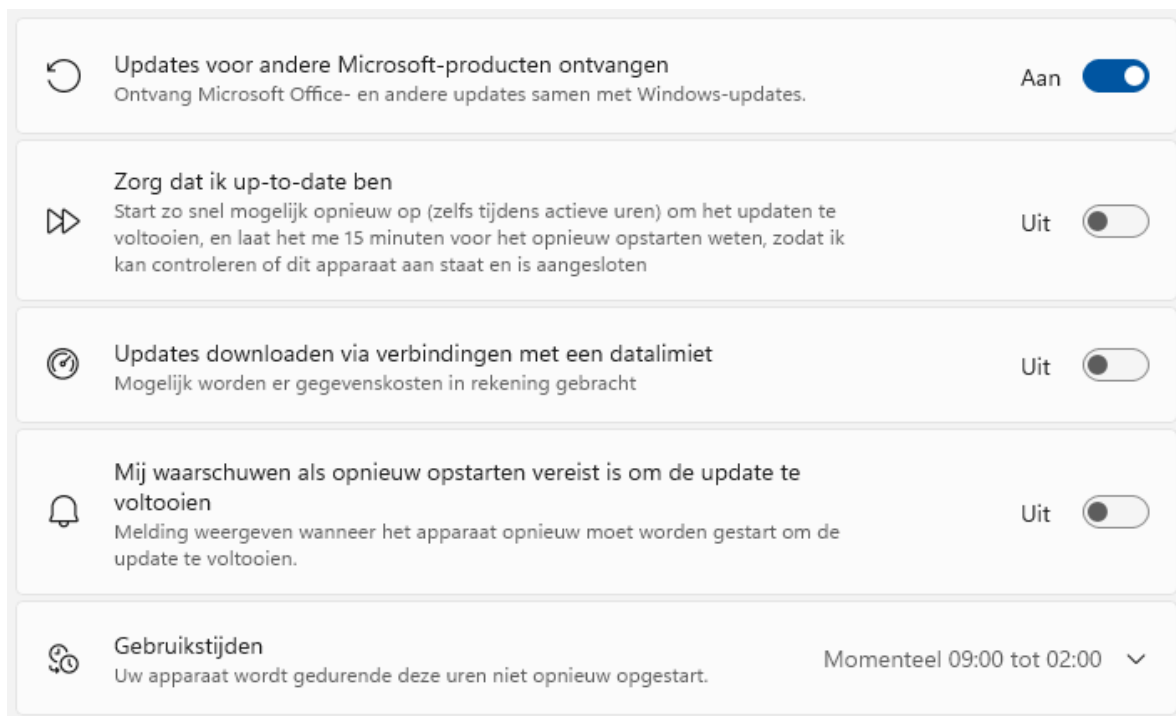 Updates voor andere Microsoft-producten ontvangen
Ontvang Microsoft Office- en andere updates samen met Windows-updates.
Aan
Zorg dat ik up-to-date ben
Start zo snel mogelijk opnieuw op (zelfs tijdens actieve uren) om het updaten te
voltooien, en laat het me 15 minuten voor het opnieuw opstarten weten, zodat ik
kan controleren of dit apparaat aan staat en is aangesloten
Uit
Updates downloaden via verbindingen met een datalimiet
Mogelijk worden er gegevenskosten in rekening gebracht
Uit
Mij waarschuwen als opnieuw opstarten vereist is om de update te
voltooien
Melding weergeven wanneer het apparaat opnieuw moet worden gestart om de
update te voltooien.
Uit
Gebruikstijden
Uw apparaat wordt gedurende deze uren niet opnieuw opgestart.
Momenteel 09:00 tot 02:00